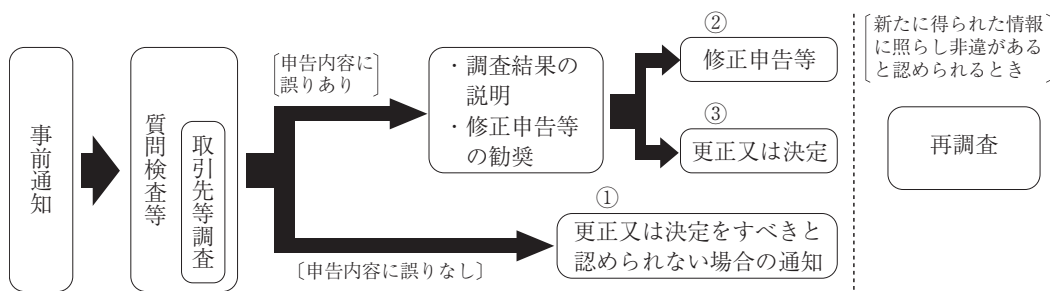 事前通知
質問検査等
取引先等調査
〔申告内容に
誤りあり〕
・調査結果の
説明
・修正申告等
の勧奨
②
修正申告等
③
更正又は決定
①
更正又は決定をすべきと
認められない場合の通知
〔申告内容に誤りなし〕
〔新たに得られた情報
に照らし非違がある
と認められるとき〕
再調査